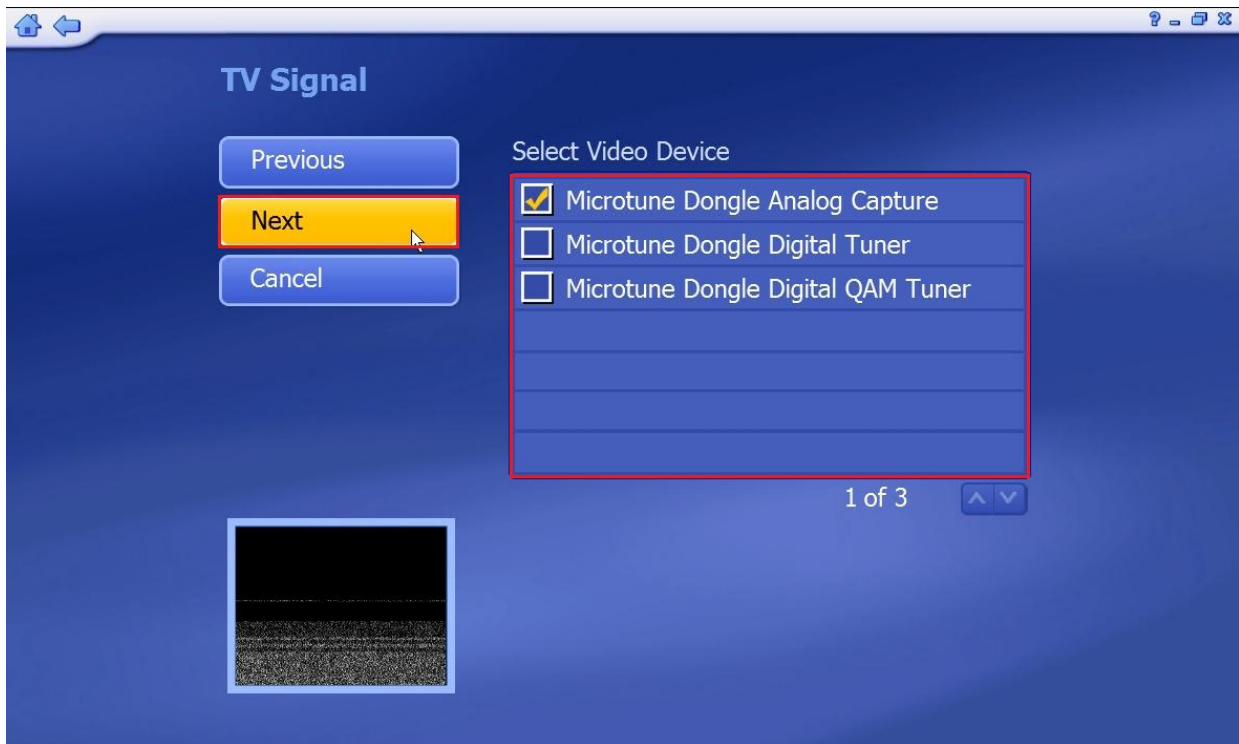 TV Signal
Previous
Next
Cancel
Select Video Device
Microtune Dongle Analog Capture
Microtune Dongle Digital Tuner
Microtune Dongle Digital QAM Tuner
1 of 3